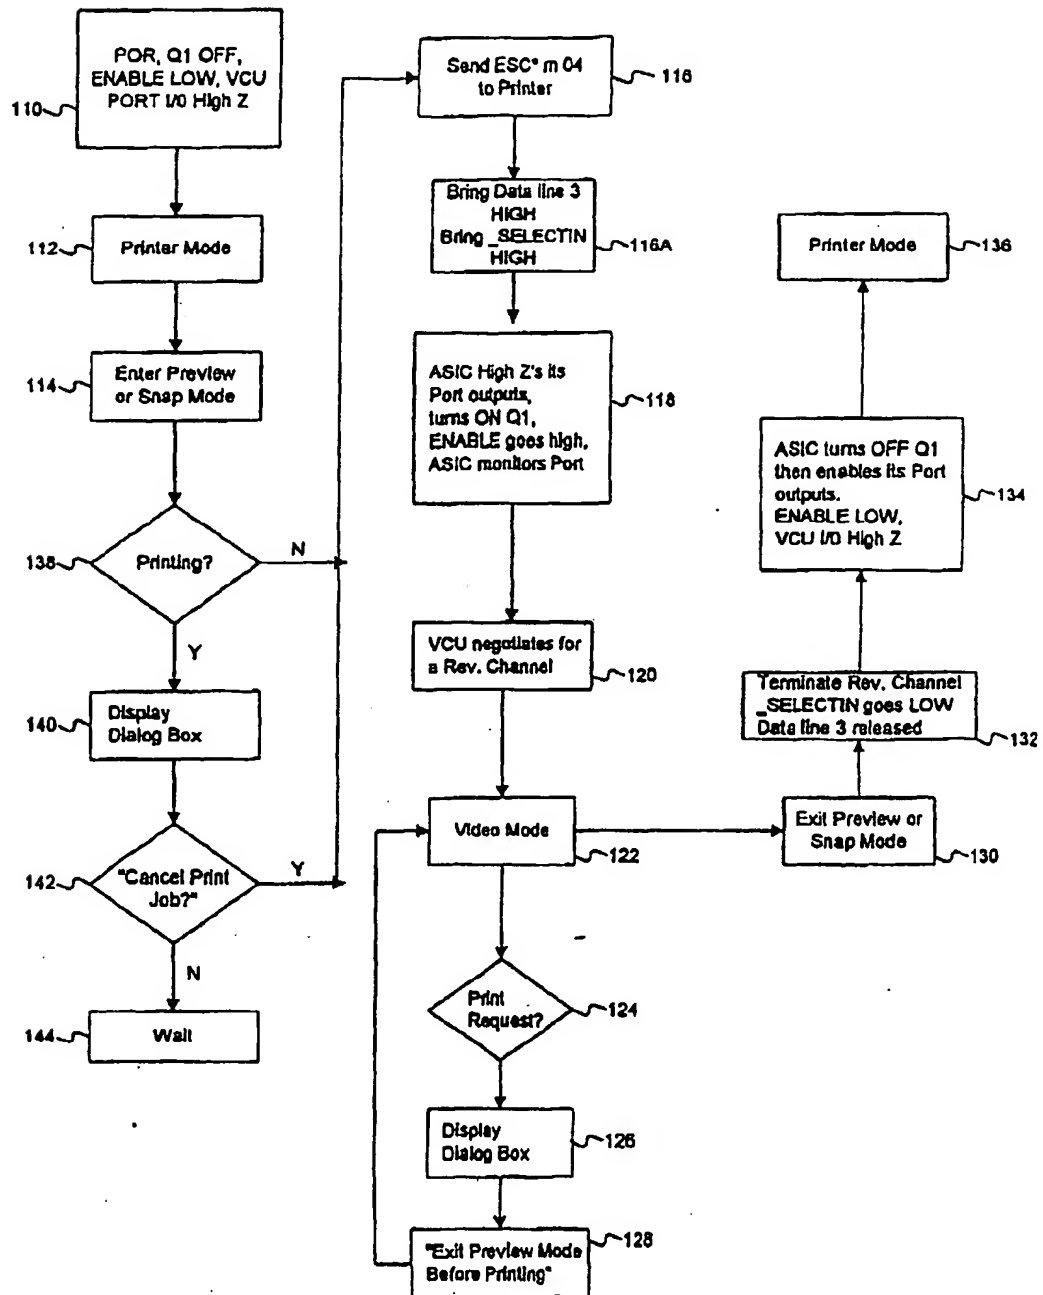 POR, Q1 OFF,
ENABLE LOW, VCU
PORT I/0 High Z
110
Printer Mode
112
Enter Preview
or Snap Mode
114
Printing?
138
N
Y
Display
Dialog Box
140
"Cancel Print
Job?"
142
Y
N
Wait
144
Send ESC* m 04
to Printer
116
Bring Data line 3
HIGH
Bring _SELECTIN
HIGH
116A
ASIC High Z's its
Port outputs,
turns ON Q1,
ENABLE goes high,
ASIC monitors Port
118
VCU negotiates for
a Rev. Channel
120
Video Mode
122
Print
Request?
124
Display
Dialog Box
126
"Exit Preview Mode
Before Printing"
128
Exit Preview or
Snap Mode
130
Terminate Rev. Channel
_SELECTIN goes LOW
Data line 3 released
132
ASIC turns OFF Q1
then enables its Port
outputs.
ENABLE LOW,
VCU I/0 High Z
134
Printer Mode
136